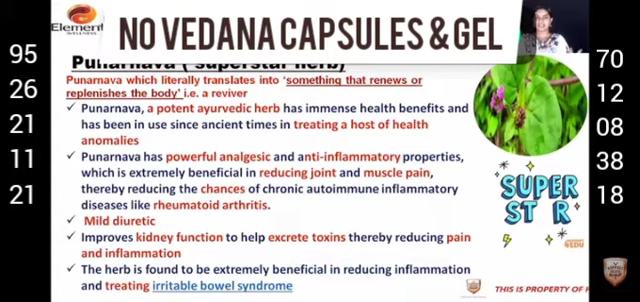 Element
WELLNESS
NO VEDANA CAPSULES & GEL
Punarnava ( superstar herb)
95
26
21
11
21
70
12
08
38
18
Punarnava which literally translates into ‘something that renews or
replenishes the body’ i.e. a reviver
✓ Punarnava, a potent ayurvedic herb has immense health benefits and
has been in use since ancient times in treating a host of health
anomalies
✓ Punarnava has powerful analgesic and anti-inflammatory properties,
which is extremely beneficial in reducing joint and muscle pain,
thereby reducing the chances of chronic autoimmune inflammatory
diseases like rheumatoid arthritis.
✓ Mild diuretic
✓ Improves kidney function to help excrete toxins thereby reducing pain
and inflammation
✓ The herb is found to be extremely beneficial in reducing inflammation
and treating irritable bowel syndrome
SUPER
ST R
THIS IS PROPERTY OF